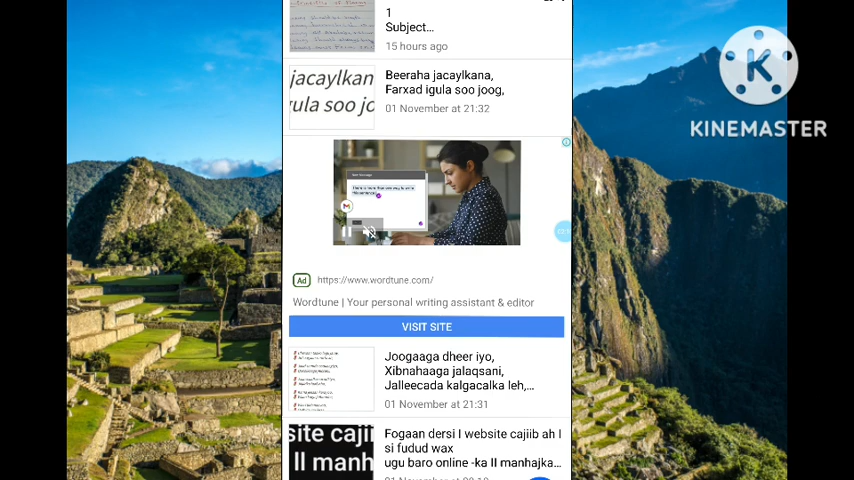 1
Subject...
15 hours ago
jacaylkan
gula soo jo
Beeraha jacaylkana,
Farxad igula soo joog,
01 November at 21:32
KINEMASTER
Ad
https://www.wordtune.com/
Wordtune | Your personal writing assistant & editor
VISIT SITE
Joogaaga dheer iyo,
Xibnahaaga jalaqsani,
Jalleecada kalgacalka leh,...
01 November at 21:31
site cajii
II manh
Fogaan dersi I website cajiib ah I
si fudud wax
ugu baro online -ka II manhajka...